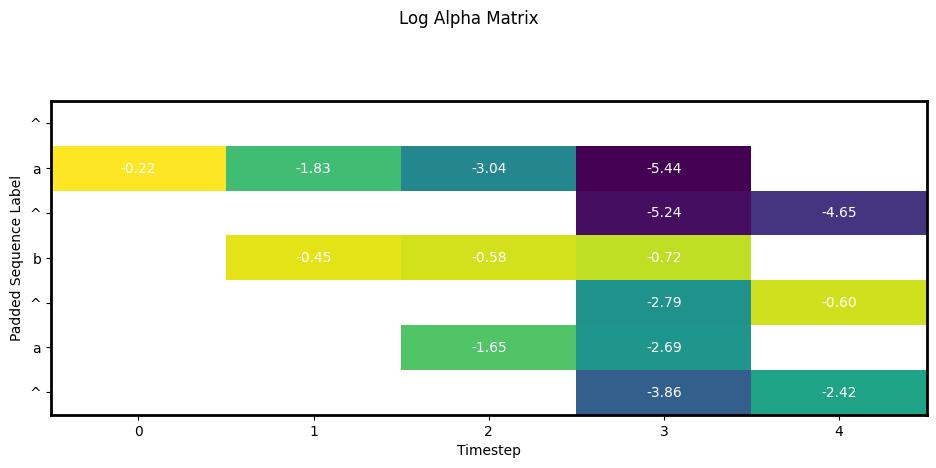 Log Alpha Matrix
Padded Sequence Label
^
a -0.22 -1.83 -3.04 -5.44
^ -5.24 -4.65
b -0.45 -0.58 -0.72
^ -2.79 -0.60
a -1.65 -2.69
^ -3.86 -2.42
0 1 2 3 4
Timestep